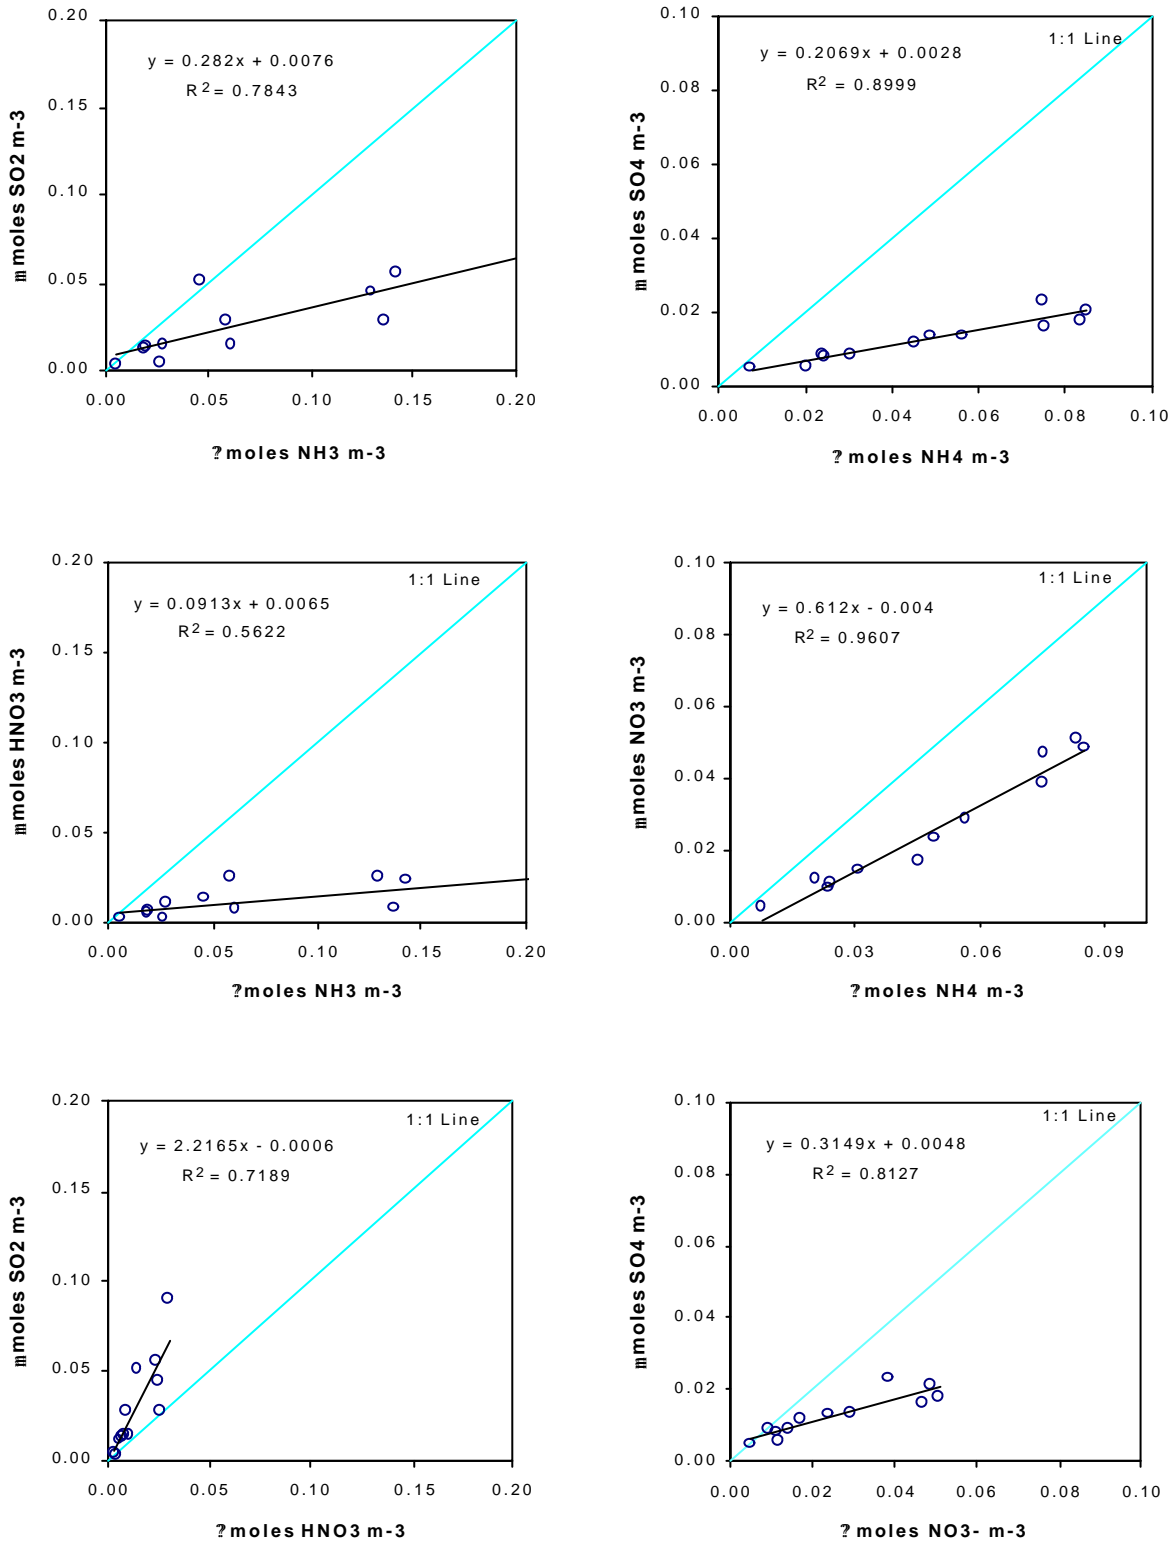 0.20
y = 0.282x + 0.0076
R2 = 0.7843
0.15
0.10
0.05
0.00
0.00 0.05 0.10 0.15 0.20
m moles SO2 m-3
? moles NH3 m-3
0.10
1:1 Line
y = 0.2069x + 0.0028
R2 = 0.8999
0.08
0.06
0.04
0.02
0.00
0.00 0.02 0.04 0.06 0.08 0.10
m moles SO4 m-3
? moles NH4 m-3
0.20
1:1 Line
y = 0.0913x + 0.0065
R2 = 0.5622
0.15
0.10
0.05
0.00
0.00 0.05 0.10 0.15 0.20
m moles HNO3 m-3
? moles NH3 m-3
0.10
1:1 Line
y = 0.612x - 0.004
R2 = 0.9607
0.08
0.06
0.04
0.02
0.00
0.00 0.03 0.06 0.09
m moles NO3 m-3
? moles NH4 m-3
0.20
1:1 Line
y = 2.2165x - 0.0006
R2 = 0.7189
0.15
0.10
0.05
0.00
0.00 0.05 0.10 0.15 0.20
m moles SO2 m-3
? moles HNO3 m-3
0.10
1:1 Line
y = 0.3149x + 0.0048
R2 = 0.8127
0.08
0.06
0.04
0.02
0.00
0.00 0.02 0.04 0.06 0.08 0.10
m moles SO4 m-3
? moles NO3- m-3